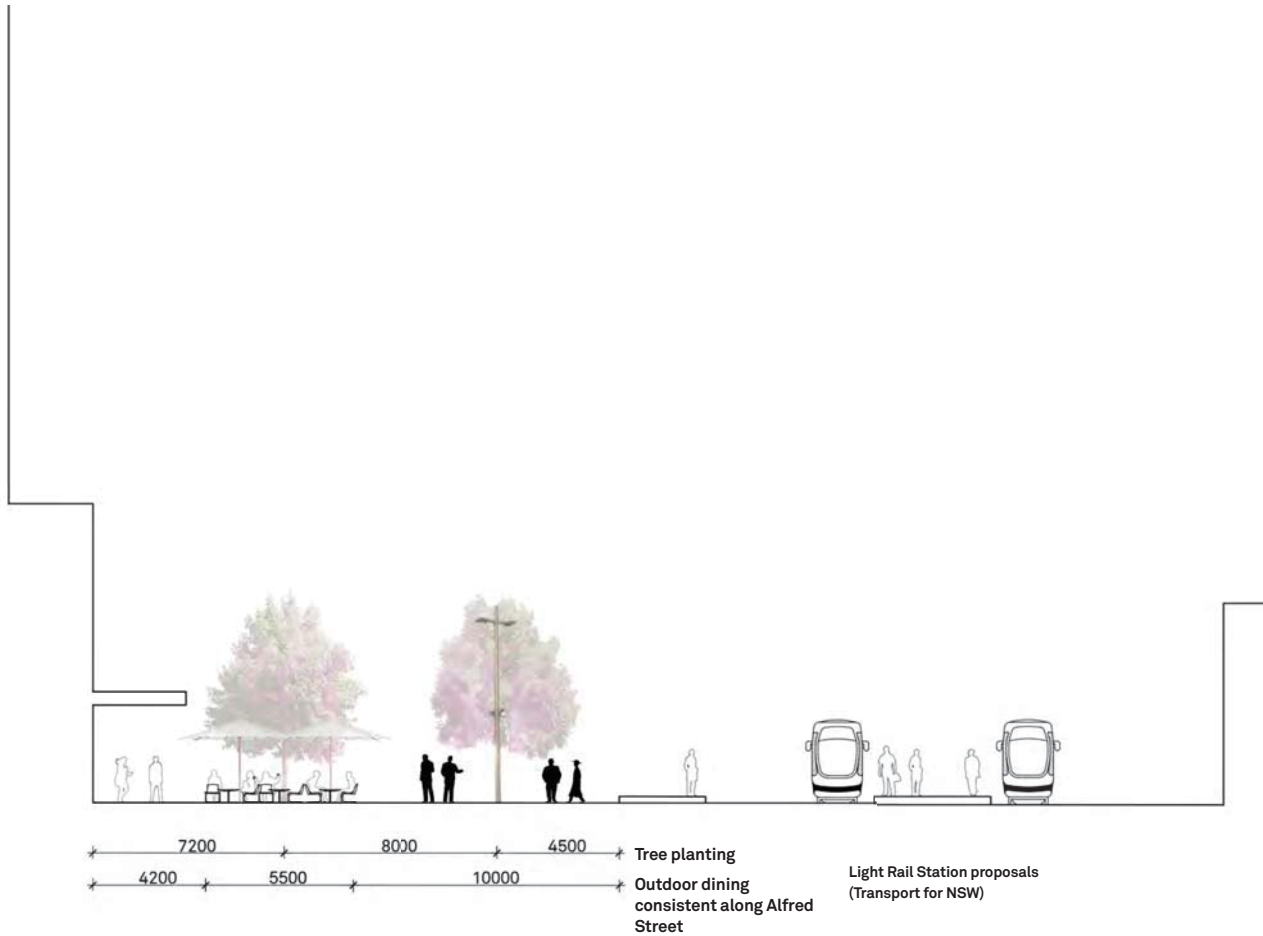 7200 8000 4500 Tree planting
4200 5500 10000 Outdoor dining
consistent along Alfred
Street
Light Rail Station proposals
(Transport for NSW)